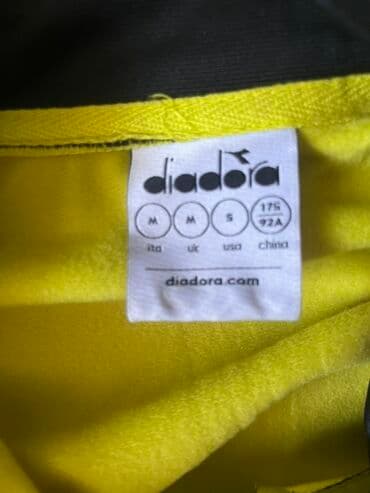 diadora
M M S 175
92A
ita uk usa china
diadora.com